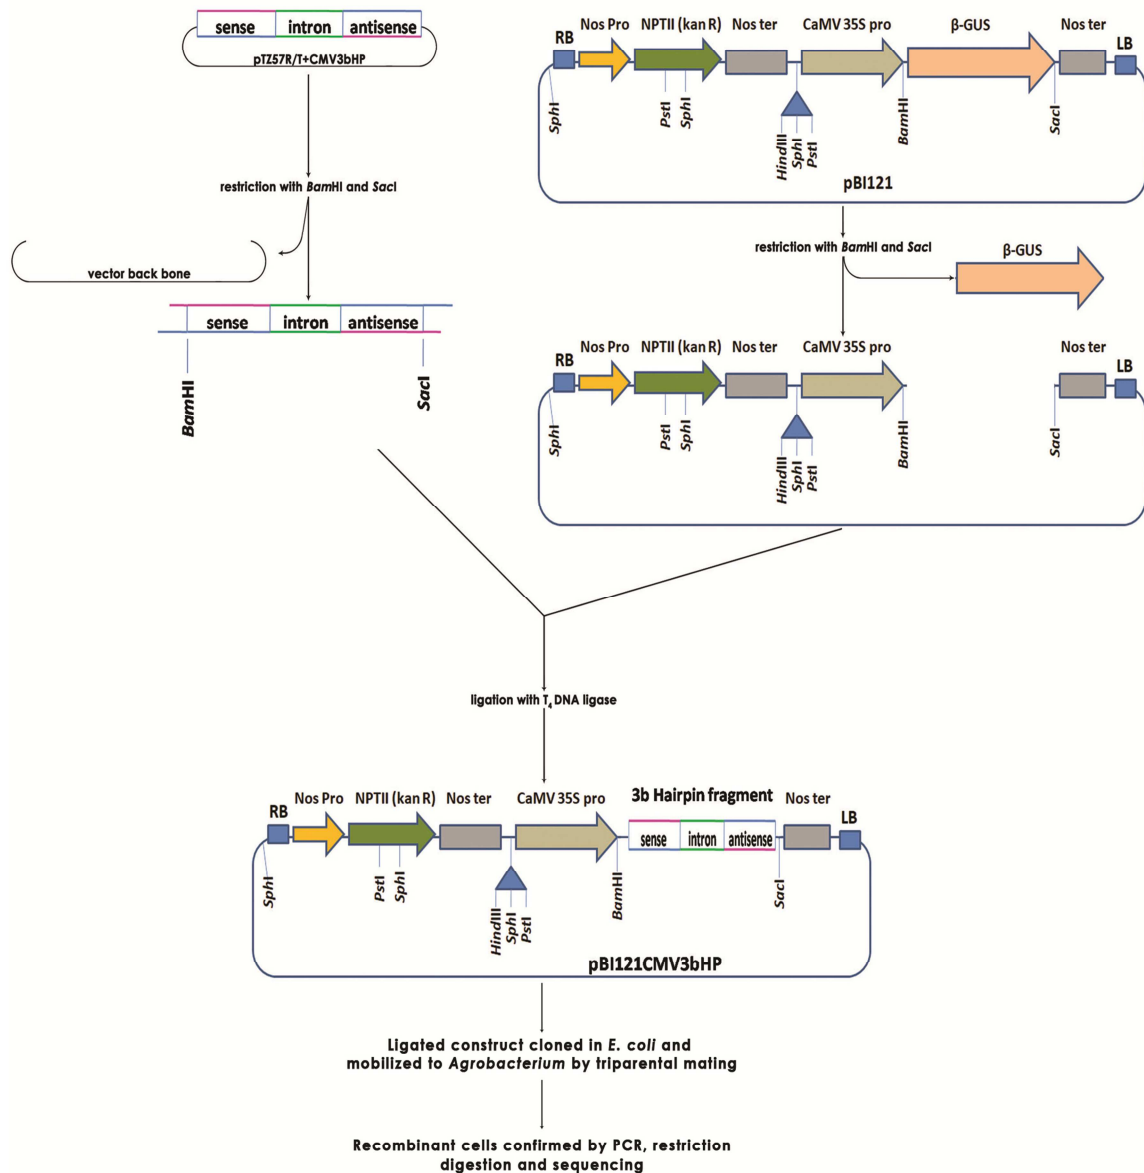 sense intron antisense
pTZ57R/T+CMV3bHP
restriction with BamHI and SacI
vector back bone
sense intron antisense
BamHI
SacI
Nos Pro NPTII (kan R) Nos ter CaMV 35S pro β-GUS Nos ter
RB
LB
SphI
PstI
SphI
HindIII
SphI
PstI
BamHI
SacI
pBI121
restriction with BamHI and SacI
β-GUS
Nos Pro NPTII (kan R) Nos ter CaMV 35S pro Nos ter
RB
LB
SphI
PstI
SphI
HindIII
SphI
PstI
BamHI
SacI
ligation with T4 DNA ligase
Nos Pro NPTII (kan R) Nos ter CaMV 35S pro 3b Hairpin fragment Nos ter
RB
LB
sense intron antisense
SphI
PstI
SphI
HindIII
SphI
PstI
BamHI
SacI
pBI121CMV3bHP
Ligated construct cloned in E. coli and
mobilized to Agrobacterium by triparental mating
Recombinant cells confirmed by PCR, restriction
digestion and sequencing